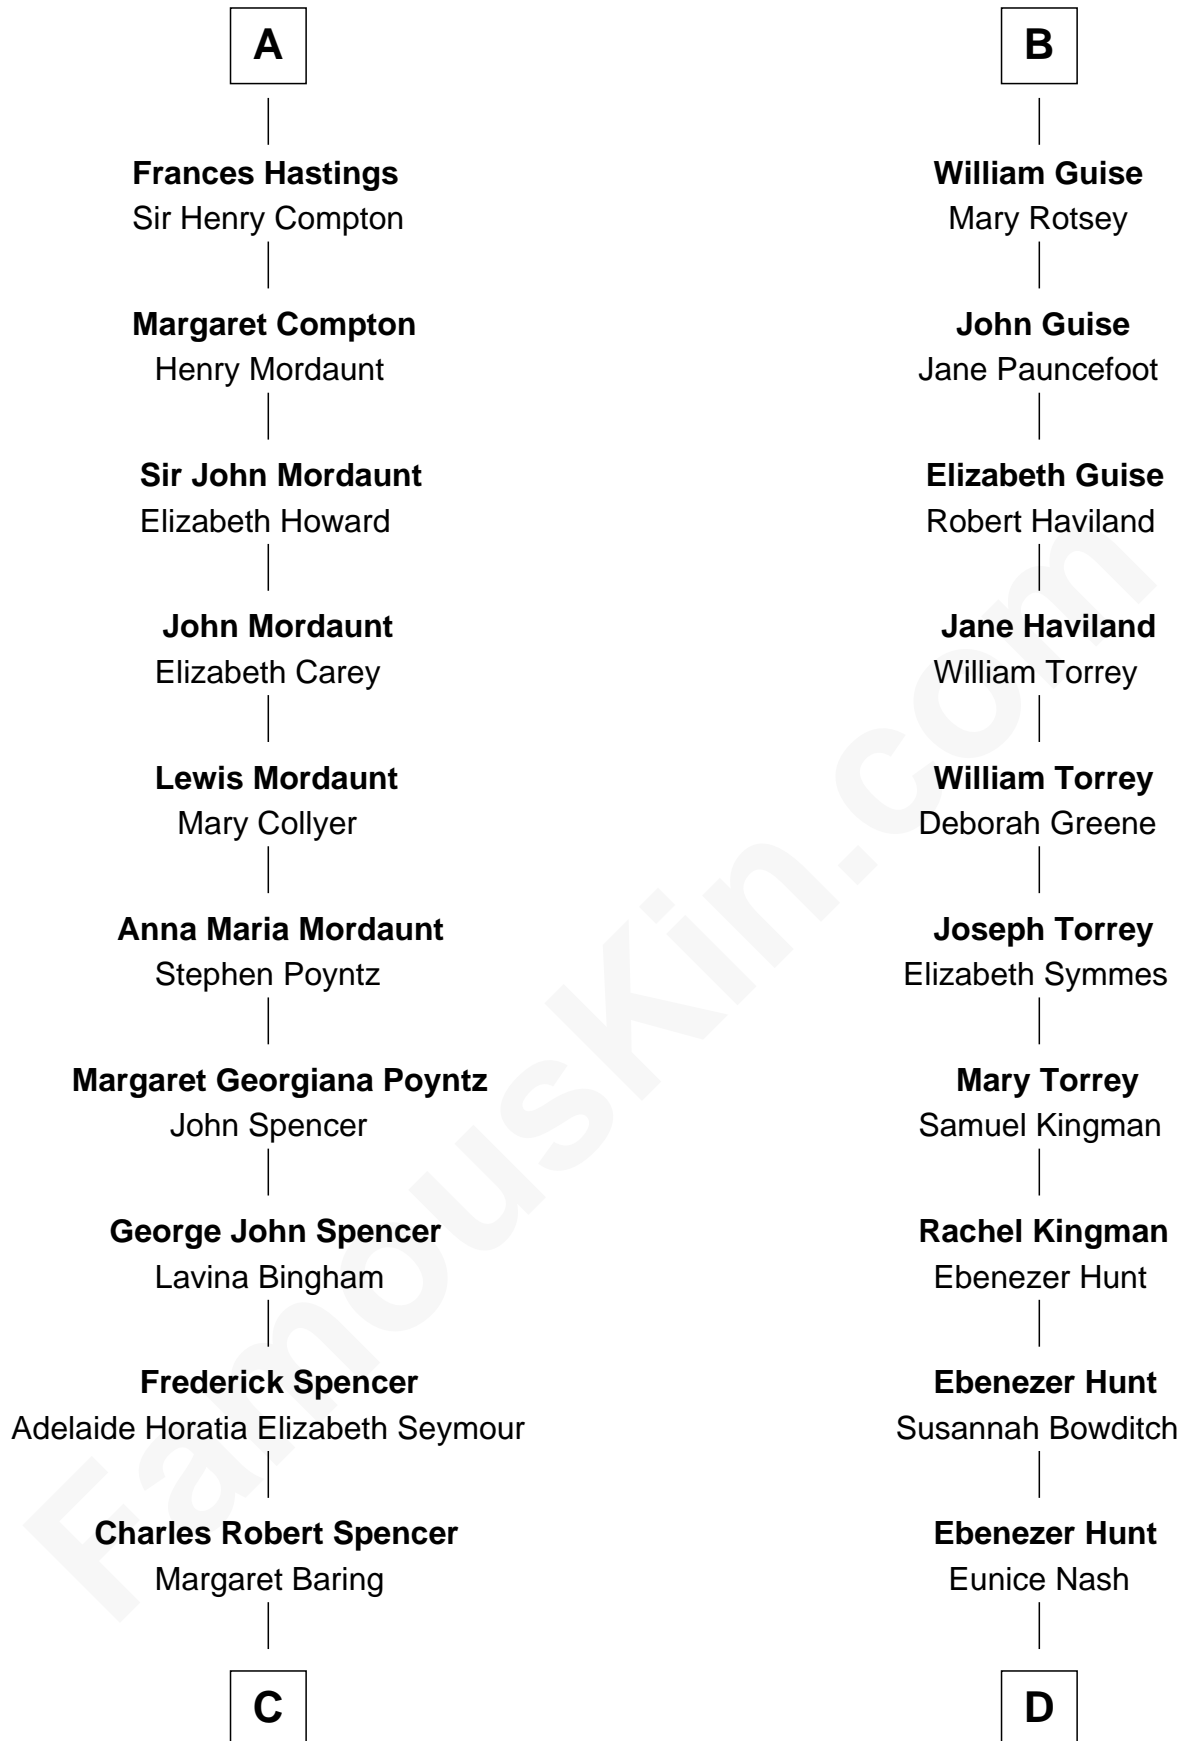 A
Frances Hastings
Sir Henry Compton
Margaret Compton
Henry Mordaunt
Sir John Mordaunt
Elizabeth Howard
John Mordaunt
Elizabeth Carey
Lewis Mordaunt
Mary Collyer
Anna Maria Mordaunt
Stephen Poyntz
Margaret Georgiana Poyntz
John Spencer
George John Spencer
Lavina Bingham
Frederick Spencer
Adelaide Horatia Elizabeth Seymour
Charles Robert Spencer
Margaret Baring
C
B
William Guise
Mary Rotsey
John Guise
Jane Pauncefoot
Elizabeth Guise
Robert Haviland
Jane Haviland
William Torrey
William Torrey
Deborah Greene
Joseph Torrey
Elizabeth Symmes
Mary Torrey
Samuel Kingman
Rachel Kingman
Ebenezer Hunt
Ebenezer Hunt
Susannah Bowditch
Ebenezer Hunt
Eunice Nash
D
FamousKin.com